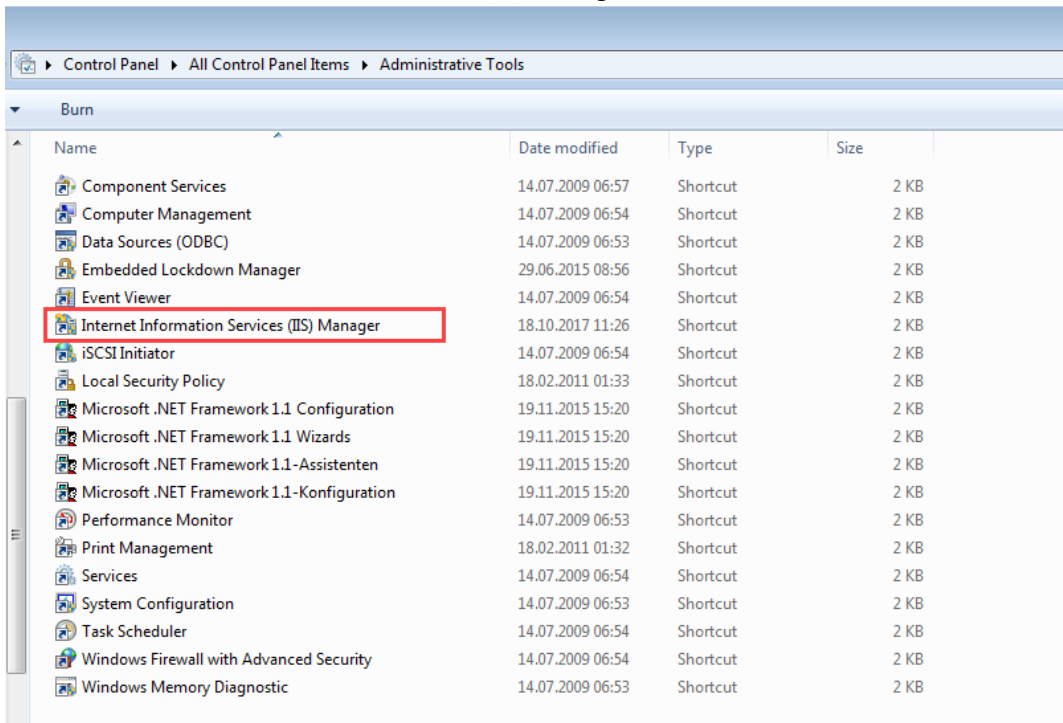 Control Panel ▸ All Control Panel Items ▸ Administrative Tools
Burn
Name Date modified Type Size
Component Services 14.07.2009 06:57 Shortcut 2 KB
Computer Management 14.07.2009 06:54 Shortcut 2 KB
Data Sources (ODBC) 14.07.2009 06:53 Shortcut 2 KB
Embedded Lockdown Manager 29.06.2015 08:56 Shortcut 2 KB
Event Viewer 14.07.2009 06:54 Shortcut 2 KB
Internet Information Services (IIS) Manager 18.10.2017 11:26 Shortcut 2 KB
iSCSI Initiator 14.07.2009 06:54 Shortcut 2 KB
Local Security Policy 18.02.2011 01:33 Shortcut 2 KB
Microsoft .NET Framework 1.1 Configuration 19.11.2015 15:20 Shortcut 2 KB
Microsoft .NET Framework 1.1 Wizards 19.11.2015 15:20 Shortcut 2 KB
Microsoft .NET Framework 1.1-Assistenten 19.11.2015 15:20 Shortcut 2 KB
Microsoft .NET Framework 1.1-Konfiguration 19.11.2015 15:20 Shortcut 2 KB
Performance Monitor 14.07.2009 06:53 Shortcut 2 KB
Print Management 18.02.2011 01:32 Shortcut 2 KB
Services 14.07.2009 06:54 Shortcut 2 KB
System Configuration 14.07.2009 06:53 Shortcut 2 KB
Task Scheduler 14.07.2009 06:54 Shortcut 2 KB
Windows Firewall with Advanced Security 14.07.2009 06:54 Shortcut 2 KB
Windows Memory Diagnostic 14.07.2009 06:53 Shortcut 2 KB